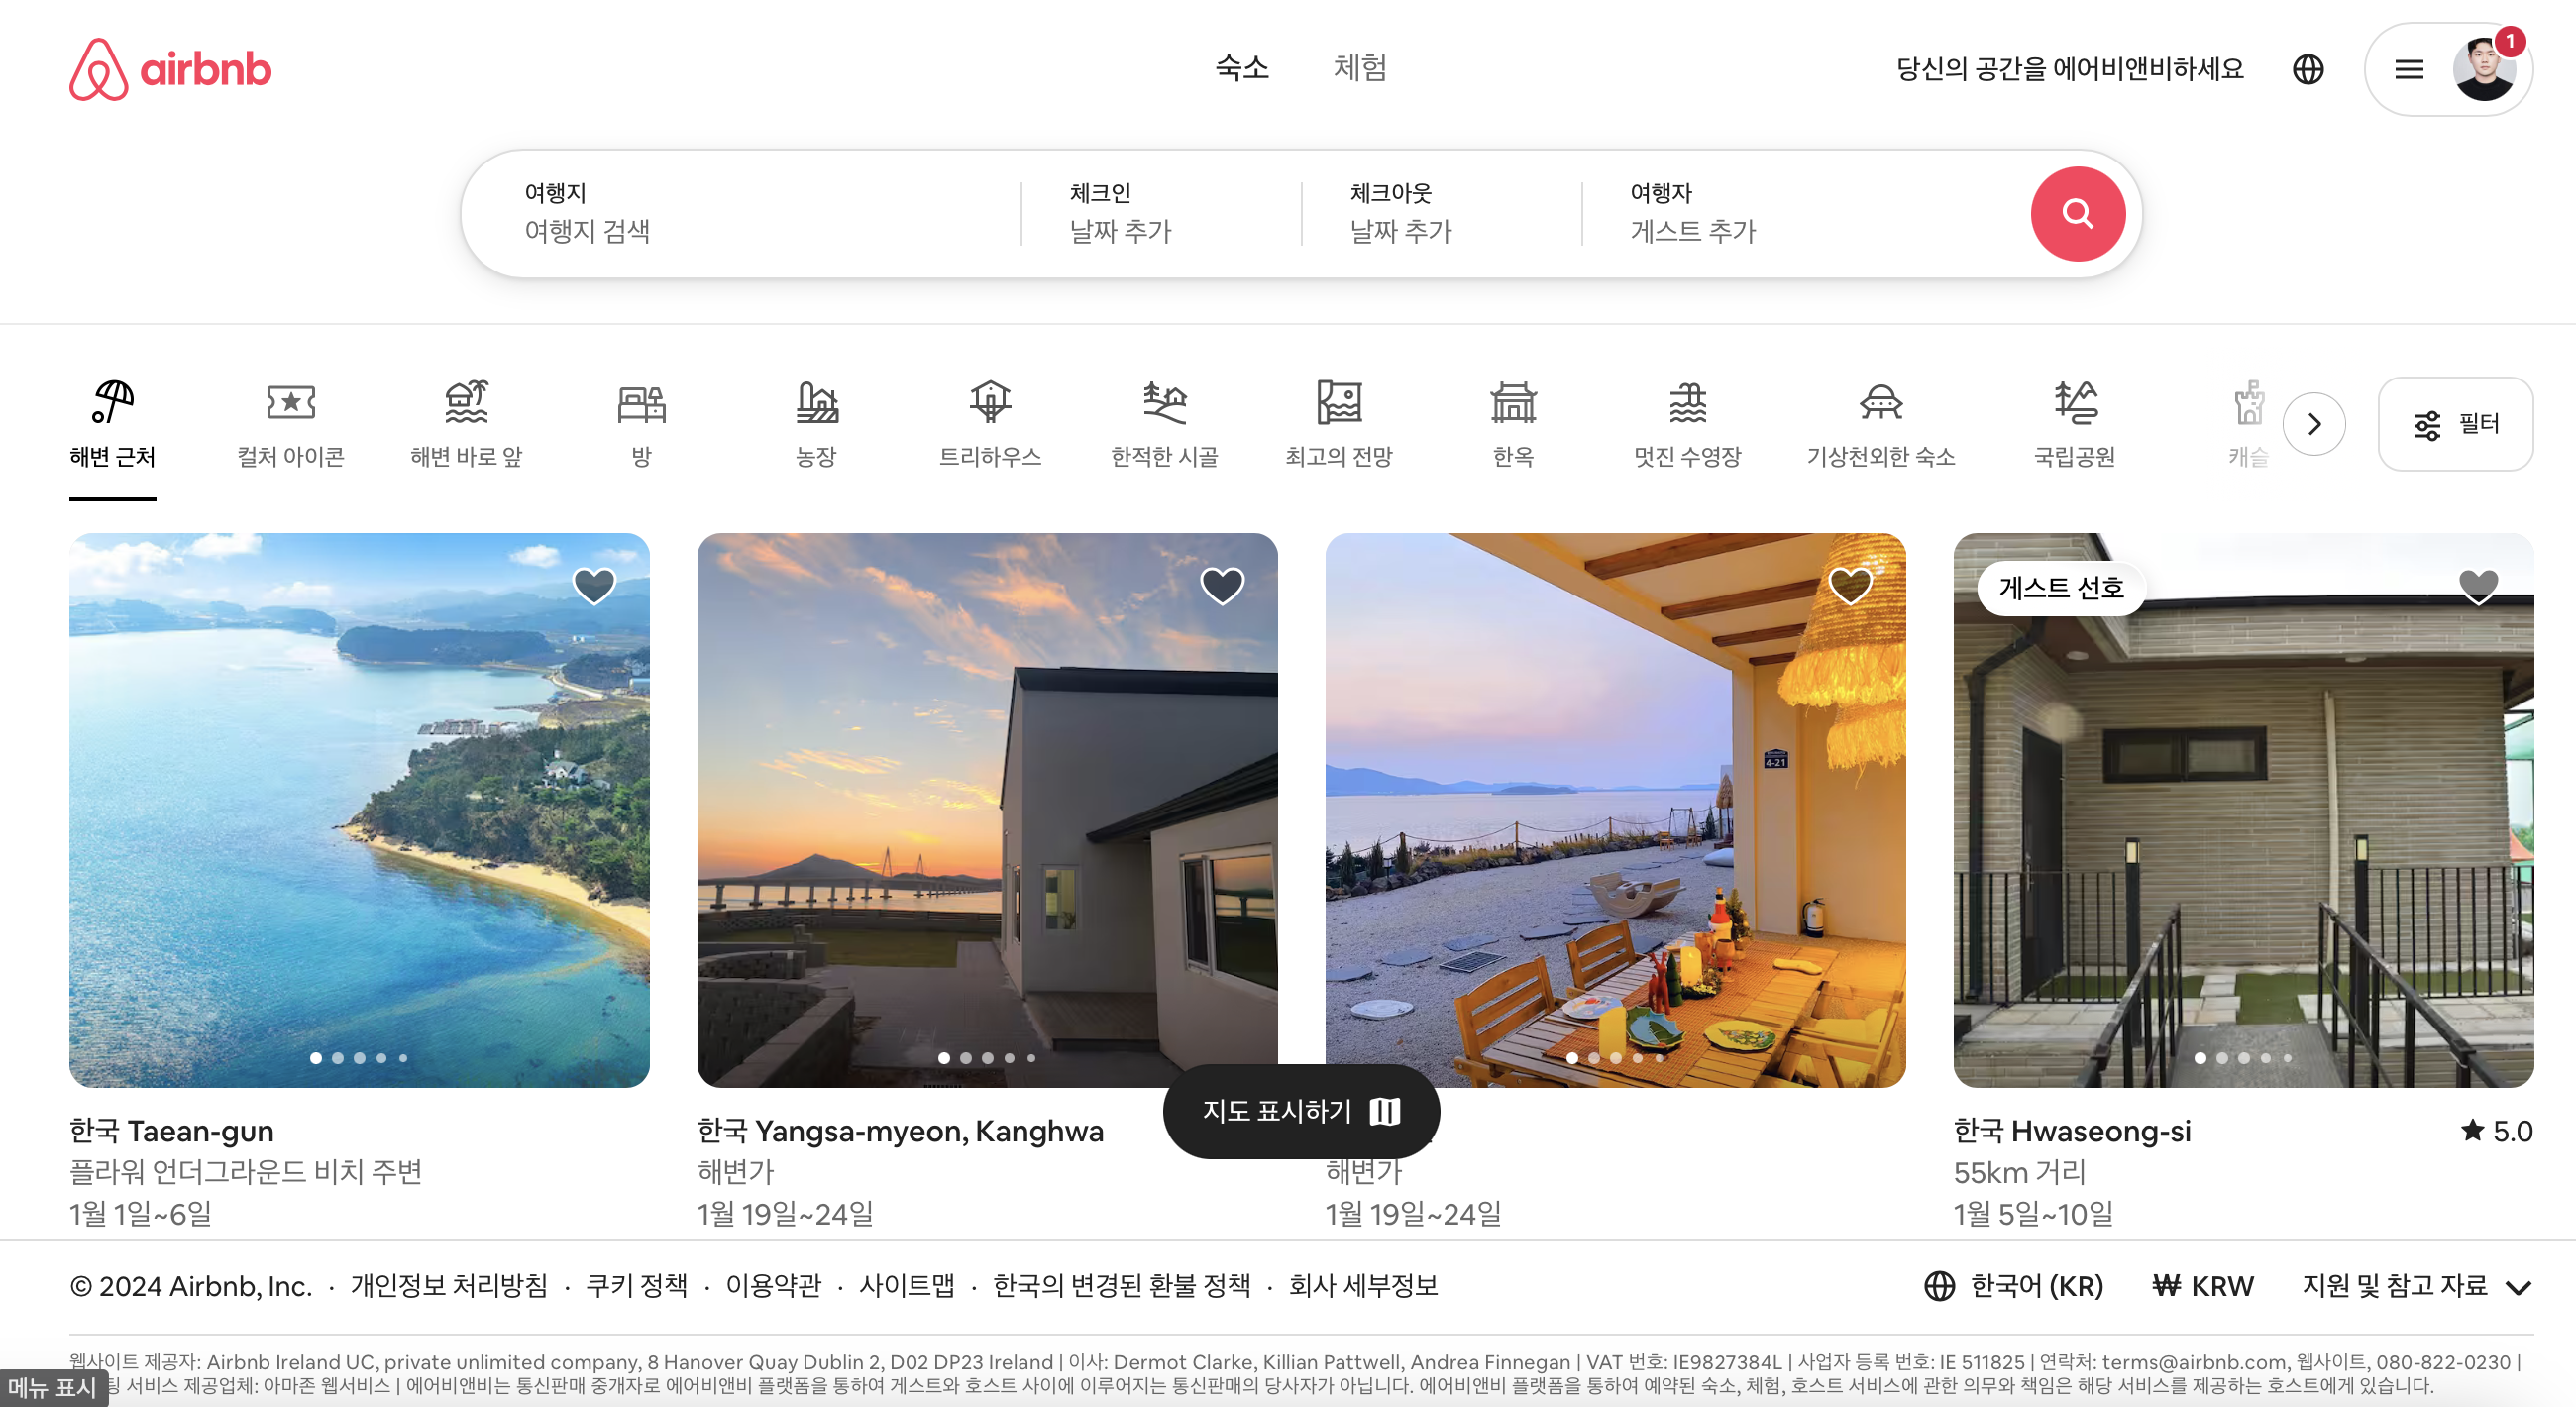 airbnb
숙소 체험
당신의 공간을 에어비앤비하세요
1
여행지 체크인 체크아웃 여행자
여행지 검색 날짜 추가 날짜 추가 게스트 추가
해변 근처 컬처 아이콘 해변 바로 앞 방 농장 트리하우스 한적한 시골 최고의 전망 한옥 멋진 수영장 기상천외한 숙소 국립공원 캐슬
필터
게스트 선호
4-21
지도 표시하기
한국 Taean-gun
플라워 언더그라운드 비치 주변
1월 1일~6일
한국 Yangsa-myeon, Kanghwa
해변가
1월 19일~24일
해변가
1월 19일~24일
한국 Hwaseong-si ★ 5.0
55km 거리
1월 5일~10일
© 2024 Airbnb, Inc. · 개인정보 처리방침 · 쿠키 정책 · 이용약관 · 사이트맵 · 한국의 변경된 환불 정책 · 회사 세부정보
한국어 (KR) ₩ KRW 지원 및 참고 자료
웹사이트 제공자: Airbnb Ireland UC, private unlimited company, 8 Hanover Quay Dublin 2, D02 DP23 Ireland | 이사: Dermot Clarke, Killian Pattwell, Andrea Finnegan | VAT 번호: IE9827384L | 사업자 등록 번호: IE 511825 | 연락처: terms@airbnb.com, 웹사이트, 080-822-0230 |
팅 서비스 제공업체: 아마존 웹서비스 | 에어비앤비는 통신판매 중개자로 에어비앤비 플랫폼을 통하여 게스트와 호스트 사이에 이루어지는 통신판매의 당사자가 아닙니다. 에어비앤비 플랫폼을 통하여 예약된 숙소, 체험, 호스트 서비스에 관한 의무와 책임은 해당 서비스를 제공하는 호스트에게 있습니다.
메뉴 표시